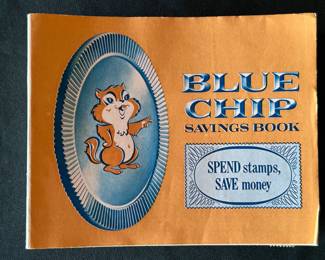 BLUE
CHIP
SAVINGS BOOK
SPEND stamps,
SAVE money